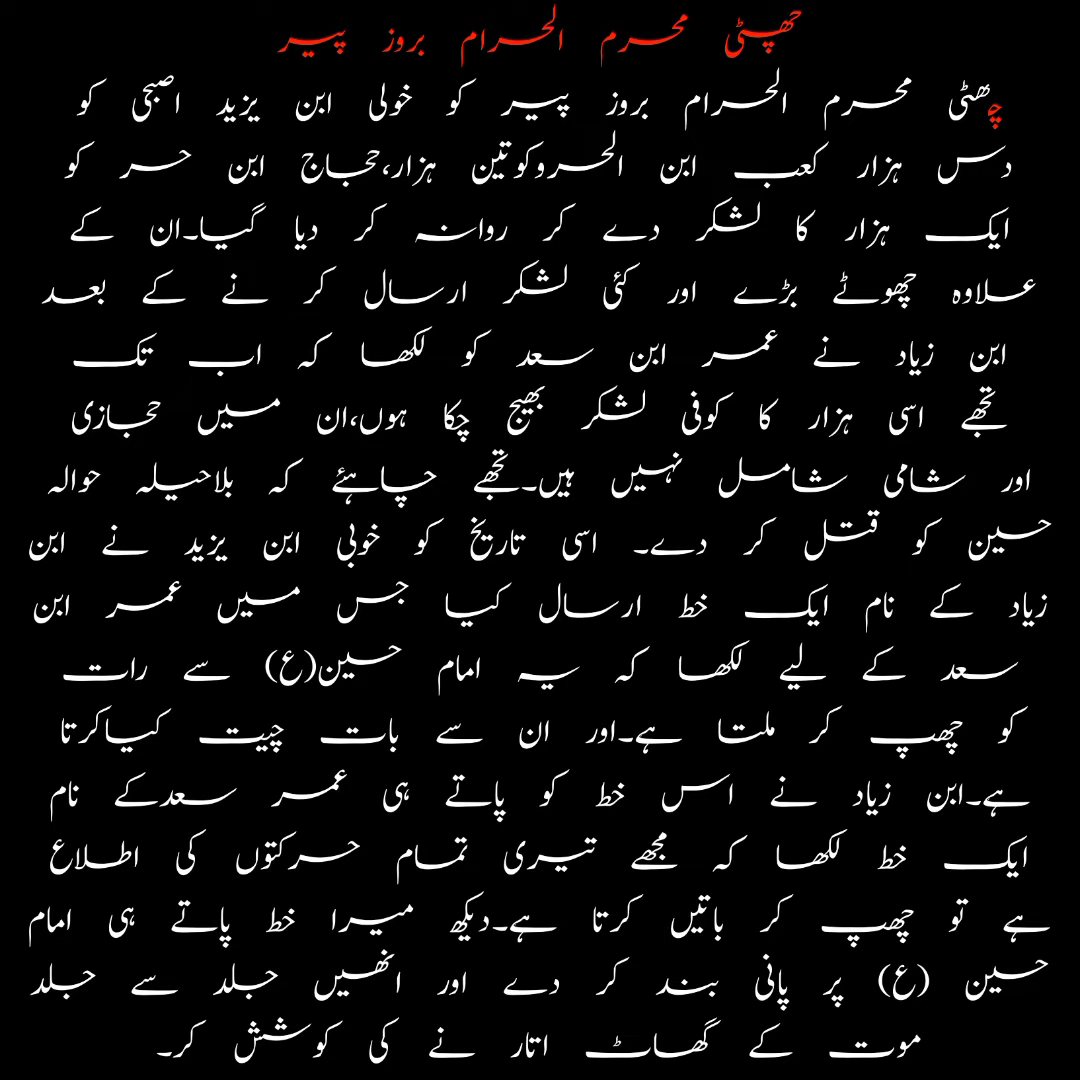 چھپٹی محرم الحرام بروز پیر
چھٹی محرم الحرام بروز پیر کو خولی ابن یزید اصبحی کو
دس ہزار کعب ابن الحروکوتین ہزار،حجاج ابن حر کو
ایک ہزار کا لشکر دے کر روانہ کر دیا گیا۔ان کے
علاوہ چھوٹے بڑے اور کئی لشکر ارسال کر نے کے بعد
ابن زیاد نے عمر ابن سعد کو لکھا کہ اب تک
تجھے اسی ہزار کا کوفی لشکر بھیج چکا ہوں،ان میں حجازی
اور شامی شامل نہیں ہیں۔تجھے چاہئے کہ بلاحیلہ حوالہ
حسین کو قتل کر دے۔ اسی تاریخ کو خوبی ابن یزید نے ابن
زیاد کے نام ایک خط ارسال کیا جس میں عمر ابن
سعد کے لیے لکھا کہ یہ امام حسین(ع) سے رات
کو چھپ کر ملتا ہے۔اور ان سے بات چیت کیاکرتا
ہے۔ابن زیاد نے اس خط کو پاتے ہی عمر سعدکے نام
ایک خط لکھا کہ مجھے تیری تمام حرکتوں کی اطلاع
ہے تو چھپ کر باتیں کرتا ہے۔دیکھ میرا خط پاتے ہی امام
حسین (ع) پر پانی بند کر دے اور انھیں جلد سے جلد
موت کے گھاٹ اتار نے کی کوشش کر۔